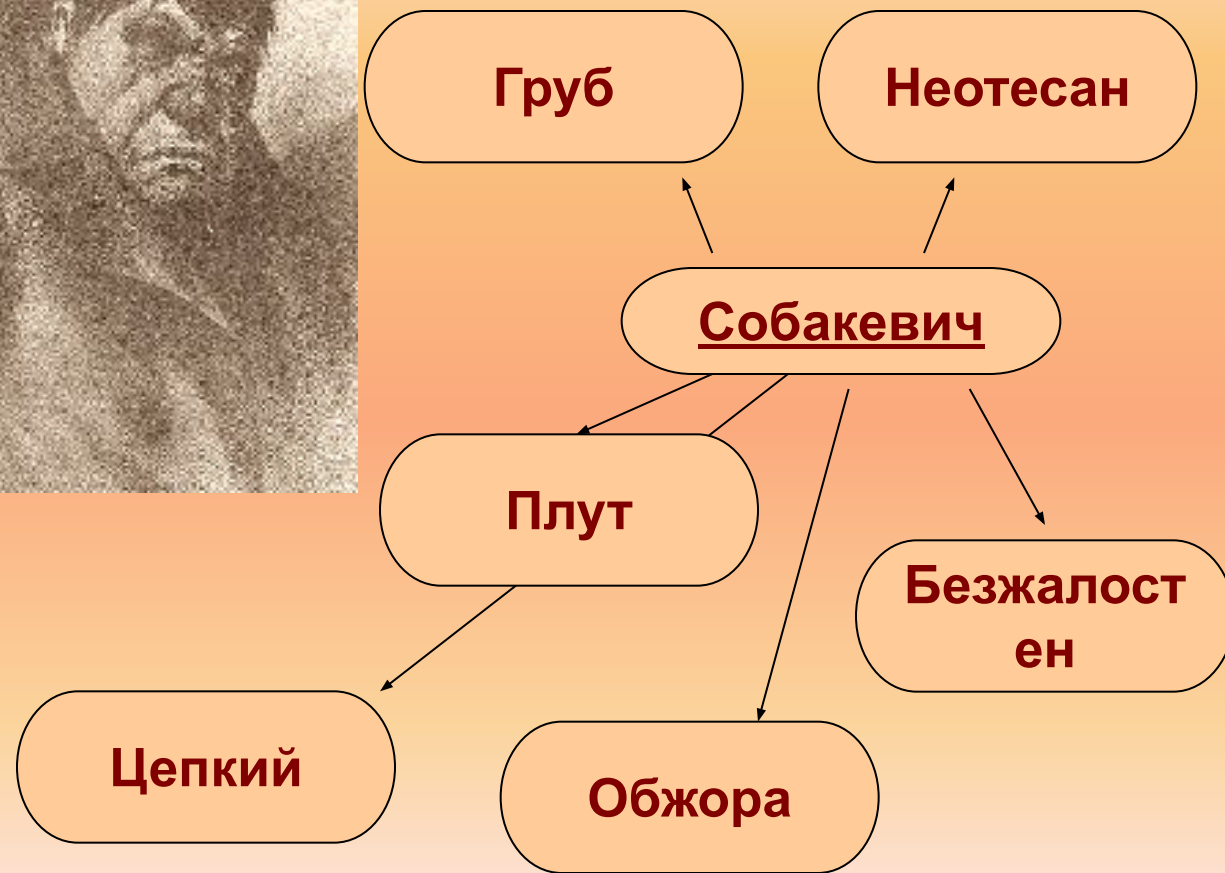 Груб
Неотесан
Собакевич
Плут
Безжалост
ен
Цепкий
Обжора